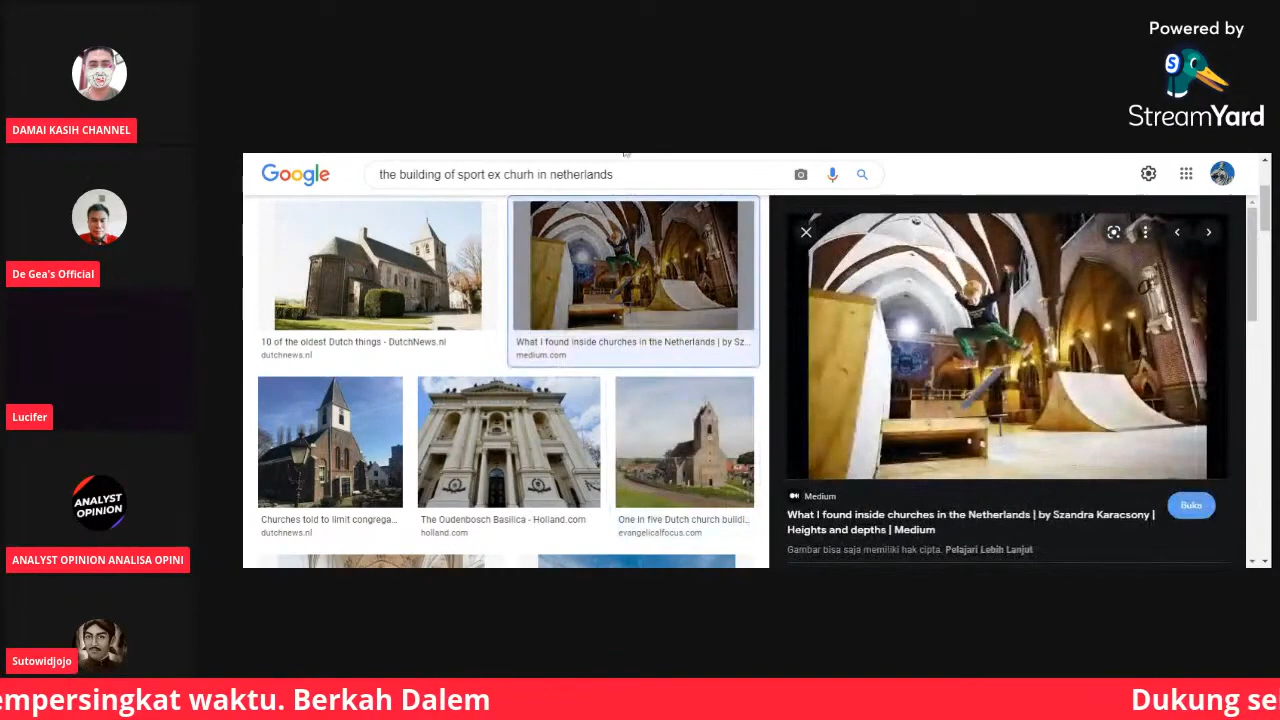 Powered by
StreamYard
DAMAI KASIH CHANNEL
De Gea's Official
Lucifer
ANALYST
OPINION
ANALYST OPINION ANALISA OPINI
Sutowidjojo
Google
the building of sport ex churh in netherlands
10 of the oldest Dutch things - DutchNews.nl
dutchnews.nl
What I found inside churches in the Netherlands | by Sz...
medium.com
Churches told to limit congrega...
dutchnews.nl
The Oudenbosch Basilica - Holland.com
holland.com
One in five Dutch church buildi...
evangelicalfocus.com
Medium
What I found inside churches in the Netherlands | by Szandra Karacsony |
Heights and depths | Medium
Buka
Gambar bisa saja memiliki hak cipta. Pelajari Lebih Lanjut
empersingkat waktu. Berkah Dalem
Dukung se